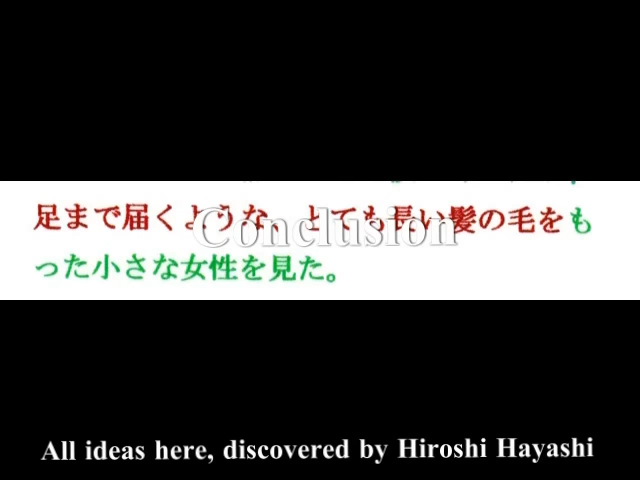 足まで届くような、とても長い髪の毛をも
った小さな女性を見た。
Conclusion
All ideas here, discovered by Hiroshi Hayashi